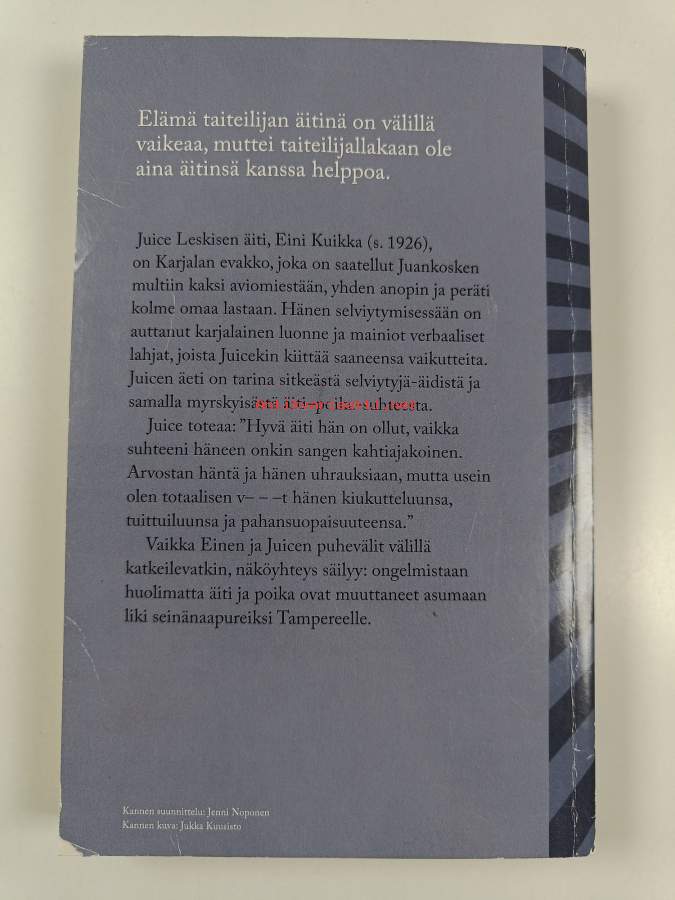 Elämä taiteilijan äitinä on välillä
vaikeaa, muttei taiteilijallakaan ole
aina äitinsä kanssa helppoa.
Juice Leskisen äiti, Eini Kuikka (s. 1926),
on Karjalan evakko, joka on saatellut Juankosken
multiin kaksi aviomiestään, yhden anopin ja peräti
kolme omaa lastaan. Hänen selviytymisessään on
auttanut karjalainen luonne ja mainiot verbaaliset
lahjat, joista Juicekin kiittää saaneensa vaikutteita.
Juicen äeti on tarina sitkeästä selviytyjä-äidistä ja
samalla myrskyisästä äiti-poika-suhteesta.
Juice toteaa: ”Hyvä äiti hän on ollut, vaikka
suhteeni häneen onkin sangen kahtiajakoinen.
Arvostan häntä ja hänen uhrauksiaan, mutta usein
olen totaalisen v– – –t hänen kiukutteluunsa,
tuittuiluunsa ja pahansuopaisuuteensa.”
Vaikka Einen ja Juicen puhevälit välillä
katkeilevatkin, näköyhteys säilyy: ongelmistaan
huolimatta äiti ja poika ovat muuttaneet asumaan
liki seinänaapureiksi Tampereelle.
Kannen suunnittelu: Jenni Noponen
Kannen kuva: Jukka Kuusisto